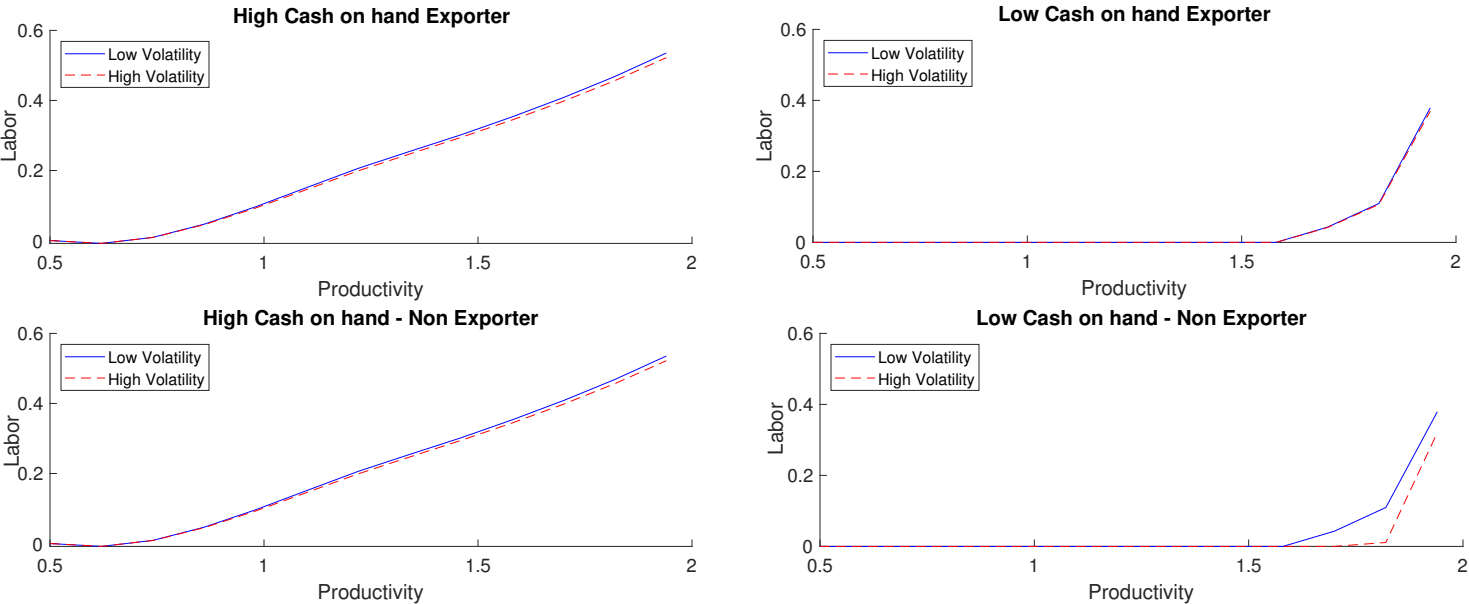 High Cash on hand Exporter
0.6
0.4
0.2
0
Labor
Low Volatility
High Volatility
0.5
1
1.5
2
Productivity
Low Cash on hand Exporter
0.6
0.4
0.2
0
Labor
Low Volatility
High Volatility
0.5
1
1.5
2
Productivity
High Cash on hand - Non Exporter
0.6
0.4
0.2
0
Labor
Low Volatility
High Volatility
0.5
1
1.5
2
Productivity
Low Cash on hand - Non Exporter
0.6
0.4
0.2
0
Labor
Low Volatility
High Volatility
0.5
1
1.5
2
Productivity